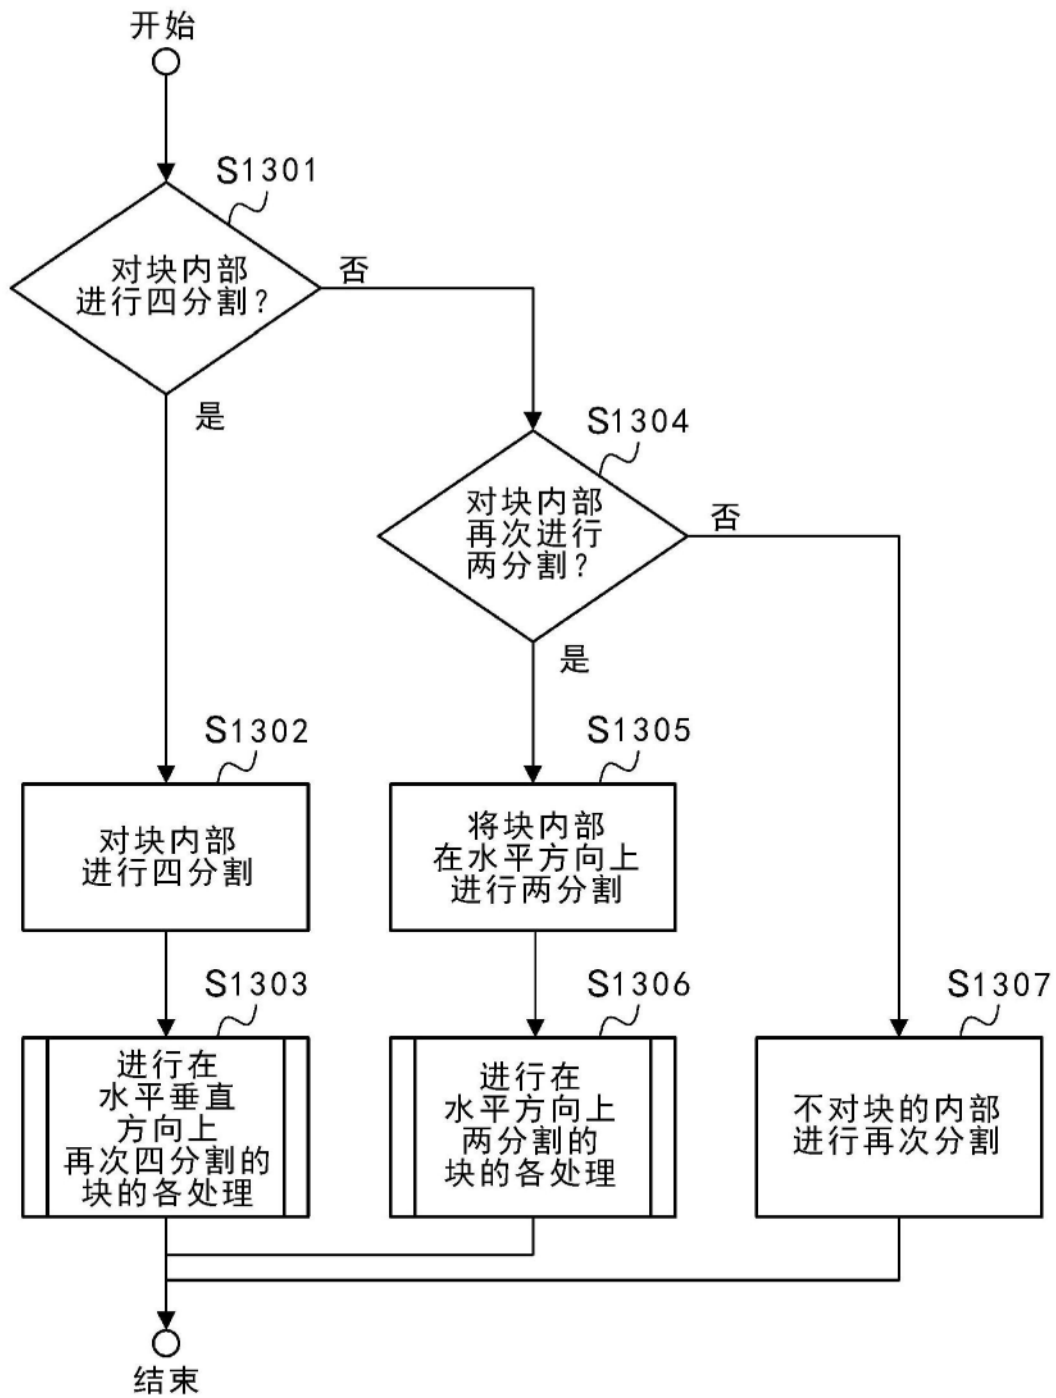 开始
S1301
对块内部
进行四分割？
否
是
S1304
对块内部
再次进行
两分割？
否
是
S1302
对块内部
进行四分割
S1305
将块内部
在水平方向上
进行两分割
S1303
进行在
水平垂直
方向上
再次四分割的
块的各处理
S1306
进行在
水平方向上
两分割的
块的各处理
S1307
不对块的内部
进行再次分割
结束